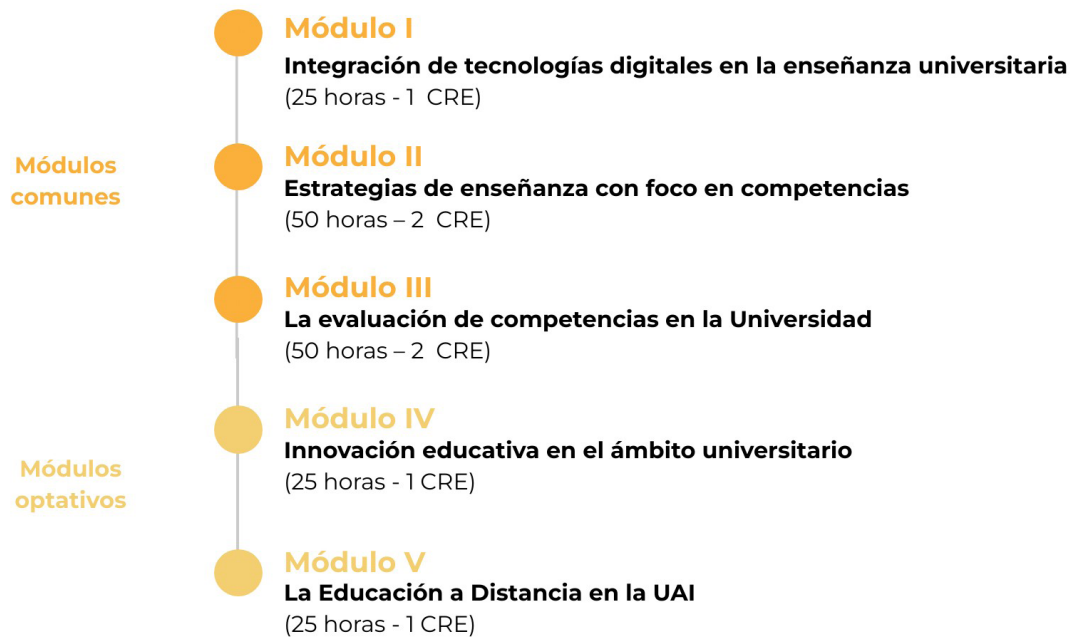 Módulo I
Integración de tecnologías digitales en la enseñanza universitaria
(25 horas - 1 CRE)
Módulos
comunes
Módulo II
Estrategias de enseñanza con foco en competencias
(50 horas – 2 CRE)
Módulo III
La evaluación de competencias en la Universidad
(50 horas – 2 CRE)
Módulo IV
Innovación educativa en el ámbito universitario
(25 horas - 1 CRE)
Módulos
optativos
Módulo V
La Educación a Distancia en la UAI
(25 horas - 1 CRE)